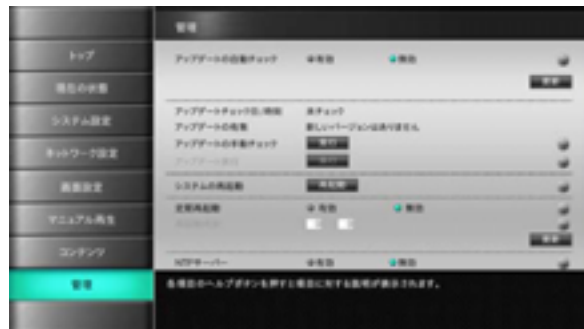 管理
トップ
アップデートの自動チェック 有効 無効
現在の状態
変更
システム設定
アップデートチェック日/時間 未チェック
アップデートの有無 新しいバージョンはありません
ネットワーク設定
アップデートの手動チェック 実行
アップデート実行 実行
画面設定
システムの再起動 再起動
マニュアル再生
定期再起動 有効 無効
変更
コンテンツ
NTPサーバー 有効 無効
管理
各項目のヘルプボタンを押すと項目に対する説明が表示されます。